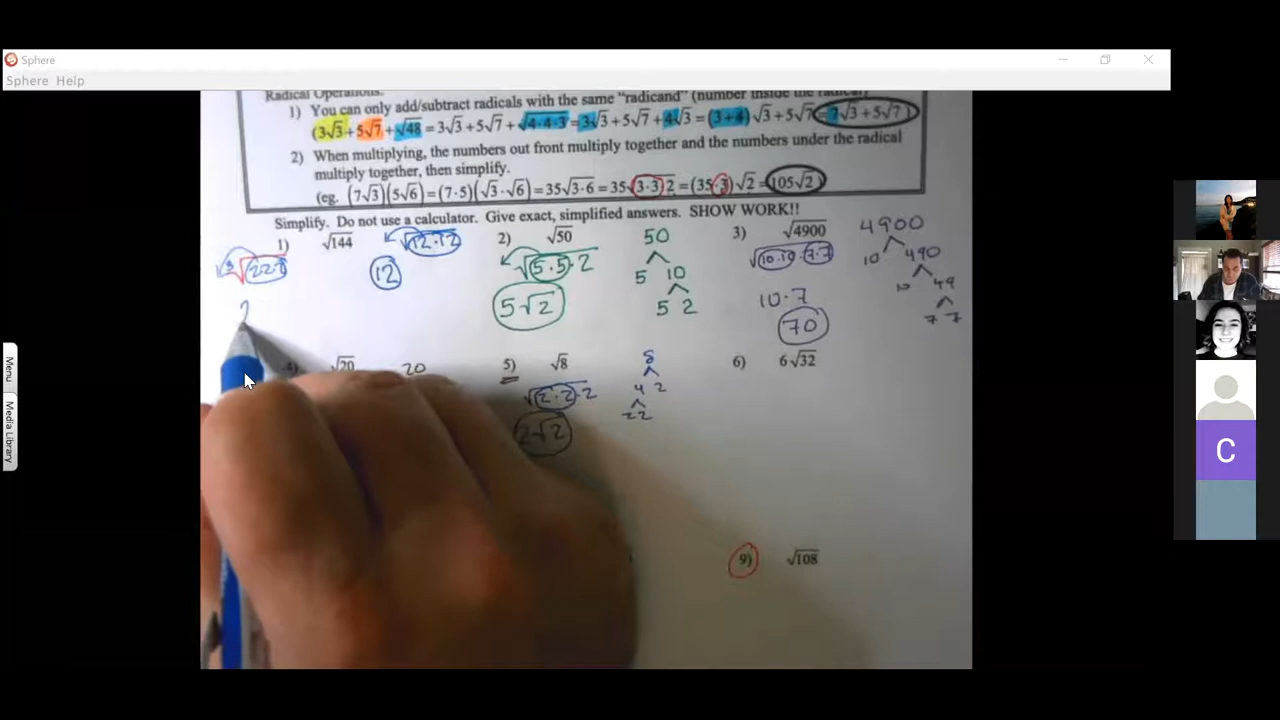 Sphere
Sphere Help
Menu
Media Library
Radical Operations:
1) You can only add/subtract radicals with the same "radicand" (number inside the radical)
(3√3+5√7+√48 = 3√3+5√7+√4·4·3 = 3√3+5√7+4√3 = (3+4)√3+5√7 = 7√3+5√7)
2) When multiplying, the numbers out front multiply together and the numbers under the radical
multiply together, then simplify.
(eg. (7√3)(5√6) = (7·5)(√3·√6) = 35√3·6 = 35√3·3·2 = (35·3)√2 = 105√2)
Simplify. Do not use a calculator. Give exact, simplified answers. SHOW WORK!!
1) √144 √12·12
12
∛2·2·2
2
2) √50 50
√5·5·2 5 10
5√2 5 2
3) √4900 4900
√10·10·7·7 10 490
10·7 10 49
70 7 7
4) √20 20
5) √8 8
√2·2·2 4 2
2√2 2 2
6) 6√32
9) √108
C